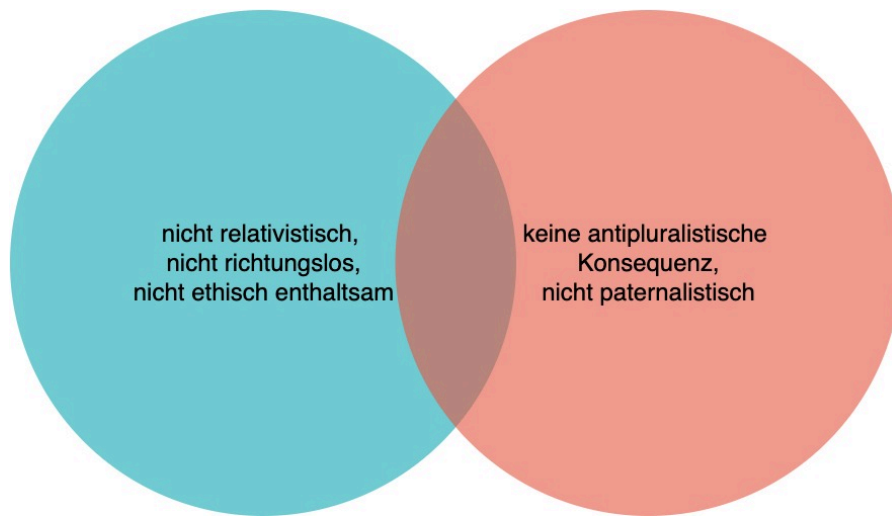 nicht relativistisch,
nicht richtungslos,
nicht ethisch enthaltsam
keine antipluralistische
Konsequenz,
nicht paternalistisch